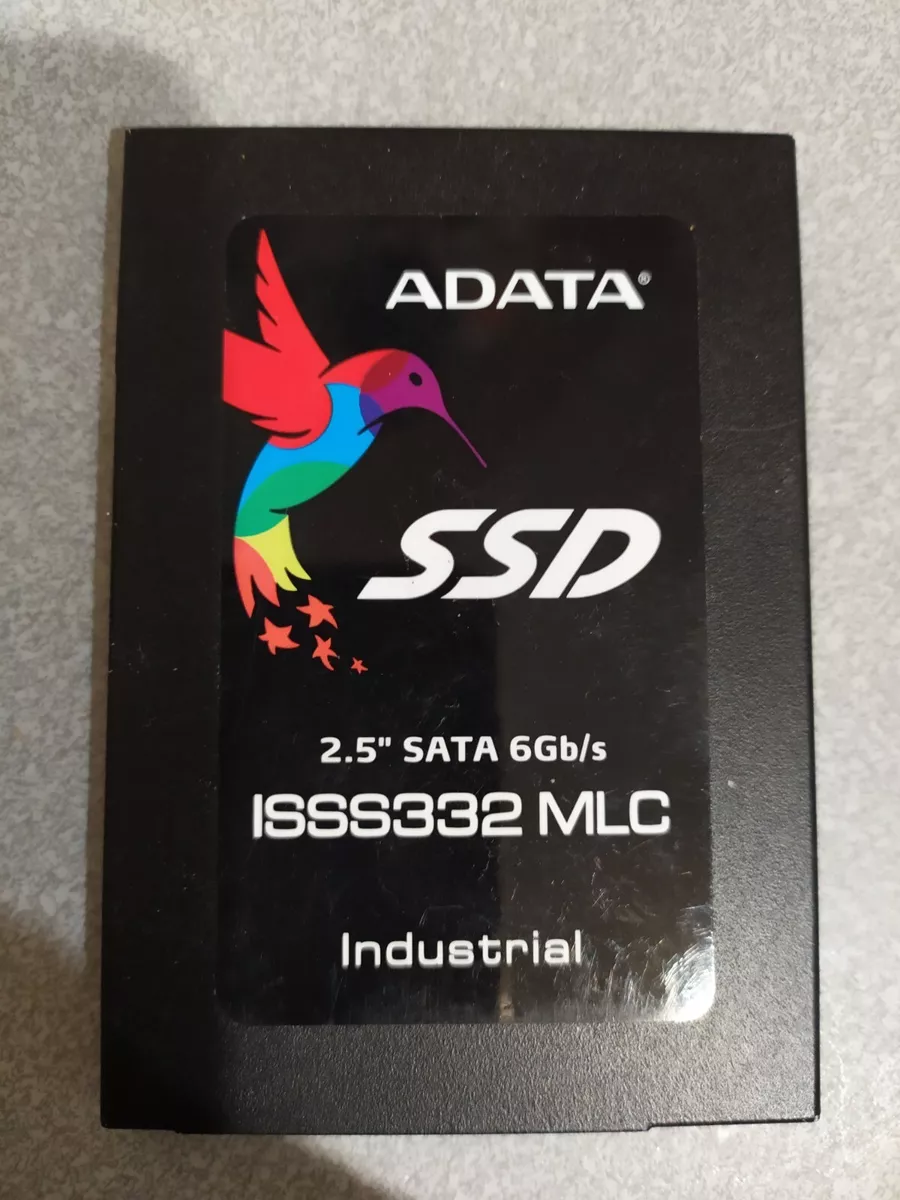 ADATA®
SSD
2.5" SATA 6Gb/s
ISSS332 MLC
Industrial